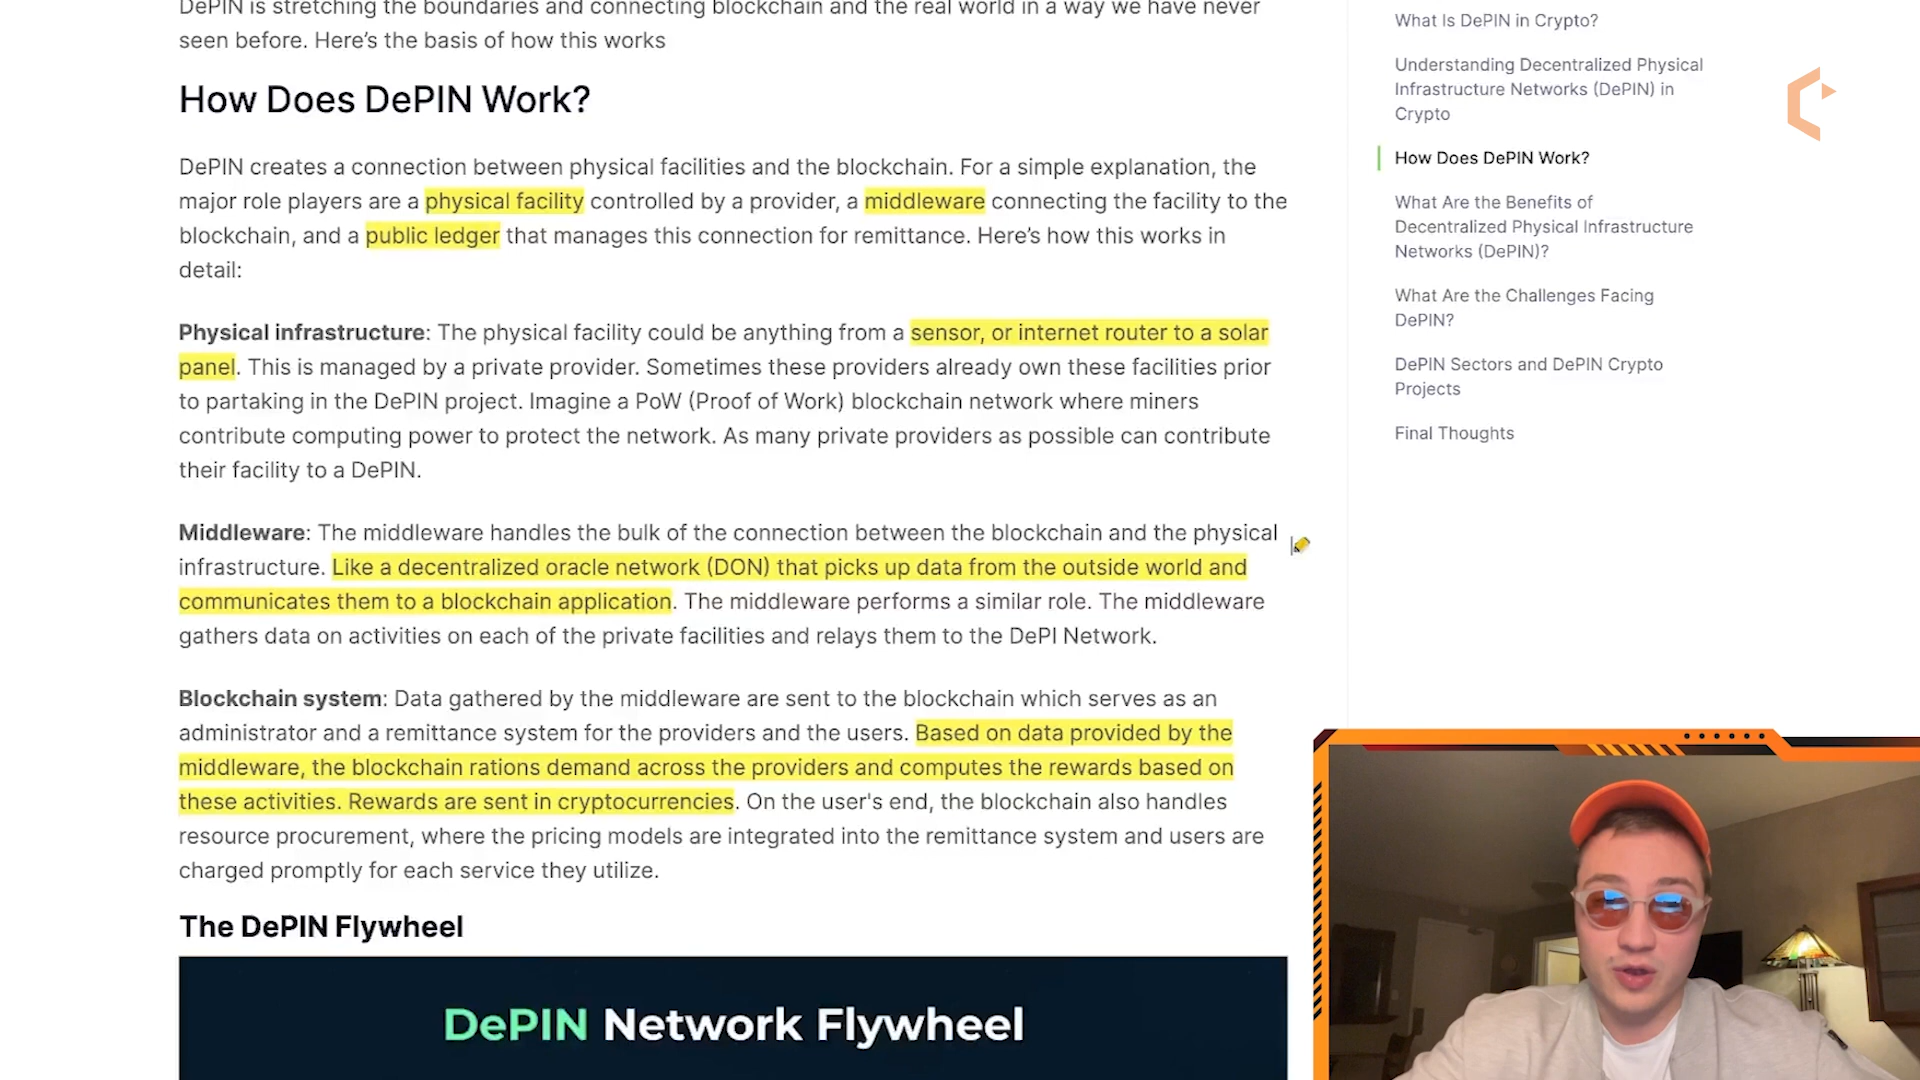 DePIN is stretching the boundaries and connecting blockchain and the real world in a way we have never
seen before. Here’s the basis of how this works
How Does DePIN Work?
DePIN creates a connection between physical facilities and the blockchain. For a simple explanation, the
major role players are a physical facility controlled by a provider, a middleware connecting the facility to the
blockchain, and a public ledger that manages this connection for remittance. Here’s how this works in
detail:
Physical infrastructure: The physical facility could be anything from a sensor, or internet router to a solar
panel. This is managed by a private provider. Sometimes these providers already own these facilities prior
to partaking in the DePIN project. Imagine a PoW (Proof of Work) blockchain network where miners
contribute computing power to protect the network. As many private providers as possible can contribute
their facility to a DePIN.
Middleware: The middleware handles the bulk of the connection between the blockchain and the physical
infrastructure. Like a decentralized oracle network (DON) that picks up data from the outside world and
communicates them to a blockchain application. The middleware performs a similar role. The middleware
gathers data on activities on each of the private facilities and relays them to the DePI Network.
Blockchain system: Data gathered by the middleware are sent to the blockchain which serves as an
administrator and a remittance system for the providers and the users. Based on data provided by the
middleware, the blockchain rations demand across the providers and computes the rewards based on
these activities. Rewards are sent in cryptocurrencies. On the user's end, the blockchain also handles
resource procurement, where the pricing models are integrated into the remittance system and users are
charged promptly for each service they utilize.
The DePIN Flywheel
DePIN Network Flywheel
What Is DePIN in Crypto?
Understanding Decentralized Physical
Infrastructure Networks (DePIN) in
Crypto
How Does DePIN Work?
What Are the Benefits of
Decentralized Physical Infrastructure
Networks (DePIN)?
What Are the Challenges Facing
DePIN?
DePIN Sectors and DePIN Crypto
Projects
Final Thoughts